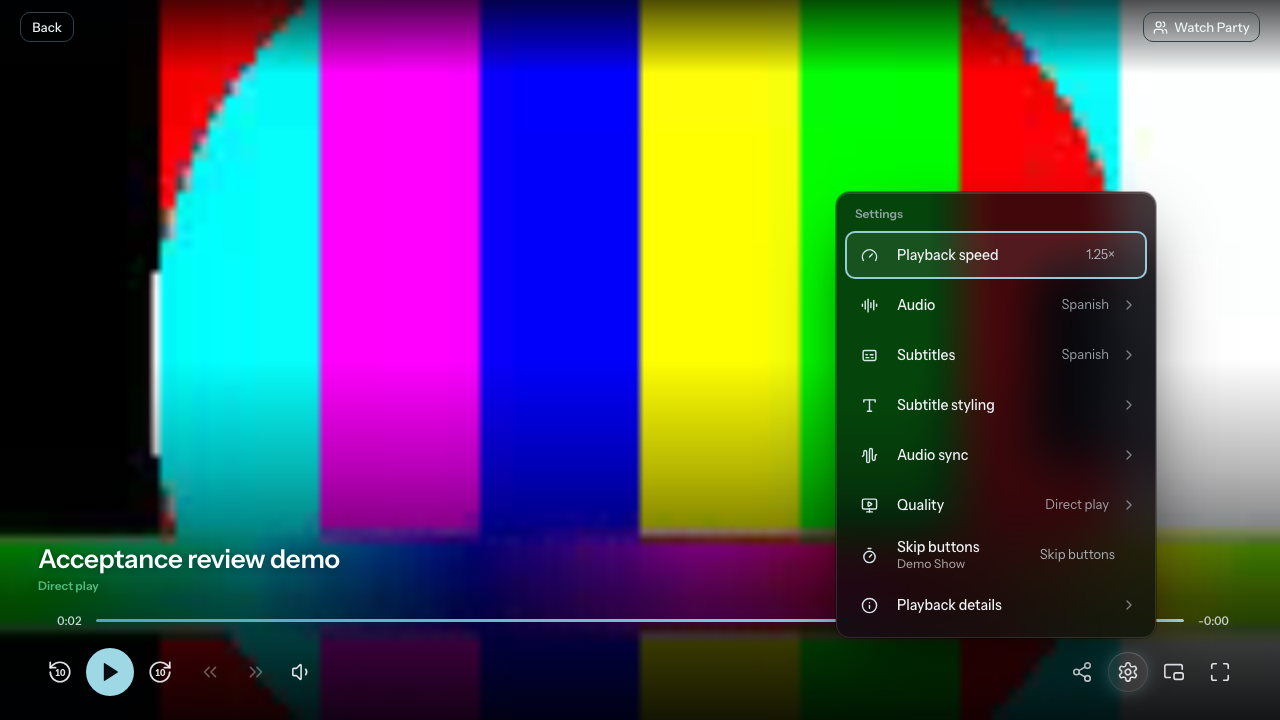 Back
Watch Party
Settings
Playback speed 1.25×
Audio Spanish
Subtitles Spanish
Subtitle styling
Audio sync
Quality Direct play
Skip buttons Skip buttons
Demo Show
Playback details
Acceptance review demo
Direct play
0:02 -0:00
10 10